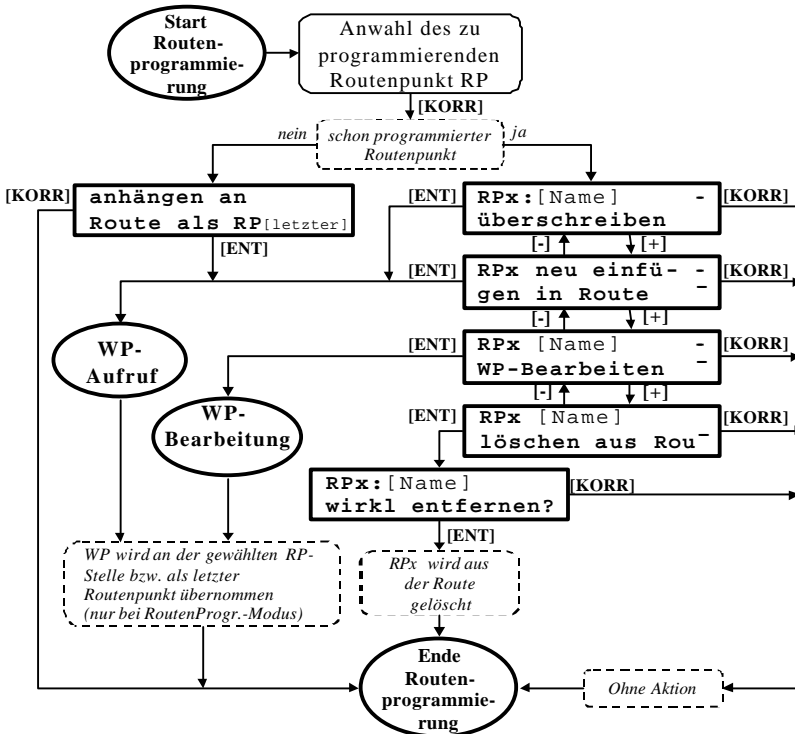 Start
Routen-
programmie-
rung
Anwahl des zu
programmierenden
Routenpunkt RP
[KORR]
nein
schon programmierter
Routenpunkt
ja
[KORR]
anhängen an
Route als RP[letzter]
[ENT]
[ENT]
RPx:[Name] -
überschreiben
[KORR]
[-]
[+]
[ENT]
RPx neu einfü- -
gen in Route -
[KORR]
[-]
[+]
WP-
Aufruf
[ENT]
RPx [Name] -
WP-Bearbeiten -
[KORR]
[-]
[+]
WP-
Bearbeitung
[ENT]
RPx [Name]
löschen aus Rou -
[KORR]
RPx:[Name]
wirkl entfernen?
[KORR]
[ENT]
WP wird an der gewählten RP-
Stelle bzw. als letzter
Routenpunkt übernommen
(nur bei RoutenProgr.-Modus)
RPx wird aus
der Route
gelöscht
Ende
Routen-
programmie-
rung
Ohne Aktion